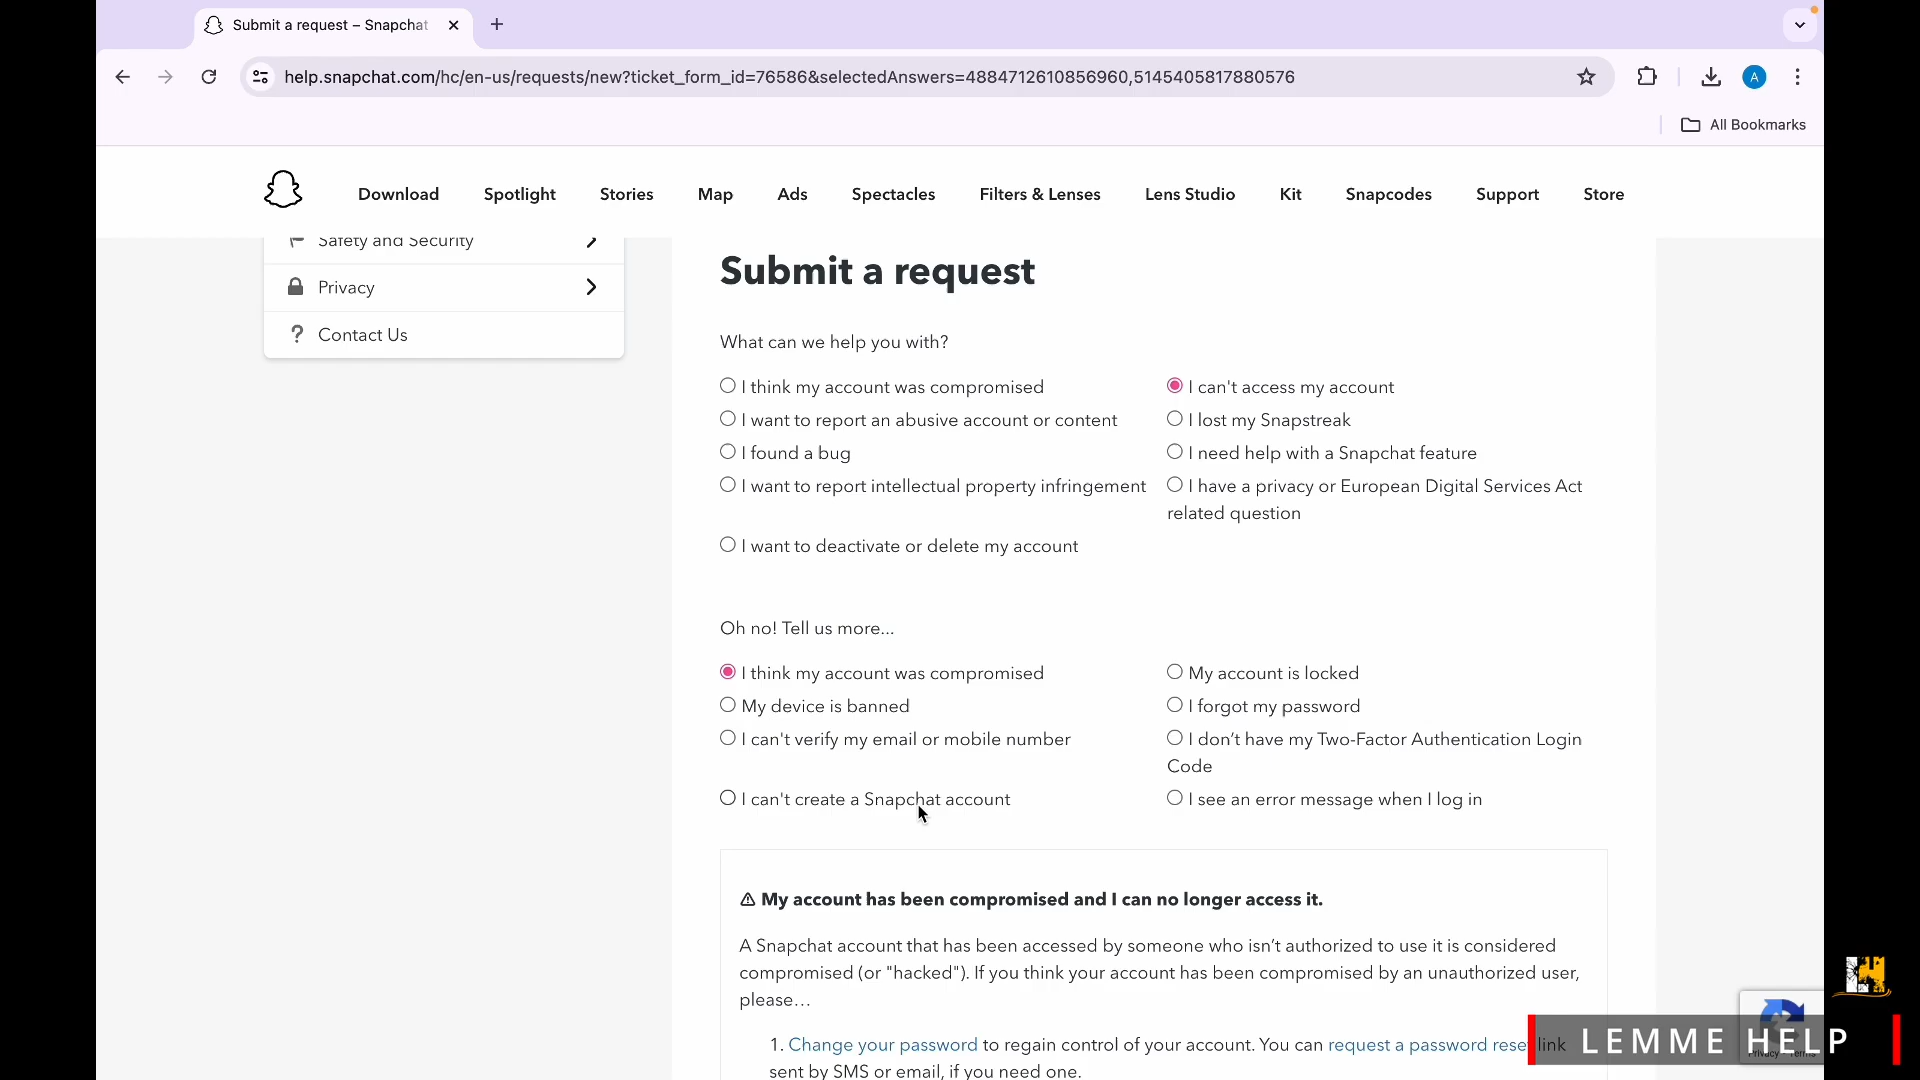 Submit a request – Snapchat
help.snapchat.com/hc/en-us/requests/new?ticket_form_id=76586&selectedAnswers=4884712610856960,5145405817880576
A
All Bookmarks
Download Spotlight Stories Map Ads Spectacles Filters & Lenses Lens Studio Kit Snapcodes Support Store
Safety and Security
Privacy
Contact Us
Submit a request
What can we help you with?
I think my account was compromised
I can't access my account
I want to report an abusive account or content
I lost my Snapstreak
I found a bug
I need help with a Snapchat feature
I want to report intellectual property infringement
I have a privacy or European Digital Services Act
related question
I want to deactivate or delete my account
Oh no! Tell us more...
I think my account was compromised
My account is locked
My device is banned
I forgot my password
I can't verify my email or mobile number
I don’t have my Two-Factor Authentication Login
Code
I can't create a Snapchat account
I see an error message when I log in
My account has been compromised and I can no longer access it.
A Snapchat account that has been accessed by someone who isn’t authorized to use it is considered
compromised (or "hacked"). If you think your account has been compromised by an unauthorized user,
please…
1. Change your password to regain control of your account. You can request a password reset link
sent by SMS or email, if you need one.
LEMME HELP
Privacy - Terms